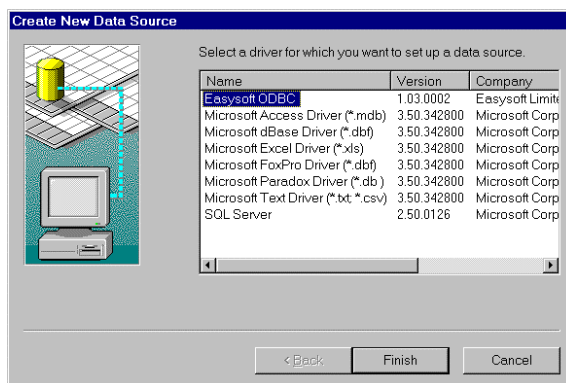 Create New Data Source
Select a driver for which you want to set up a data source.
Name Version Company
Easysoft ODBC 1.03.0002 Easysoft Limite
Microsoft Access Driver (*.mdb) 3.50.342800 Microsoft Corp
Microsoft dBase Driver (*.dbf) 3.50.342800 Microsoft Corp
Microsoft Excel Driver (*.xls) 3.50.342800 Microsoft Corp
Microsoft FoxPro Driver (*.dbf) 3.50.342800 Microsoft Corp
Microsoft Paradox Driver (*.db ) 3.50.342800 Microsoft Corp
Microsoft Text Driver (*.txt; *.csv) 3.50.342800 Microsoft Corp
SQL Server 2.50.0126 Microsoft Corp
< Back Finish Cancel